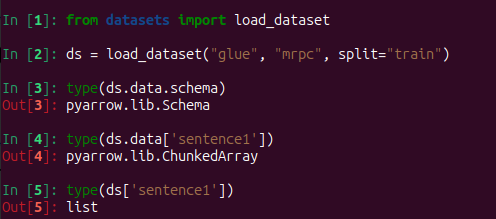 In [1]: from datasets import load_dataset
In [2]: ds = load_dataset("glue", "mrpc", split="train")
In [3]: type(ds.data.schema)
Out[3]: pyarrow.lib.Schema
In [4]: type(ds.data['sentence1'])
Out[4]: pyarrow.lib.ChunkedArray
In [5]: type(ds['sentence1'])
Out[5]: list